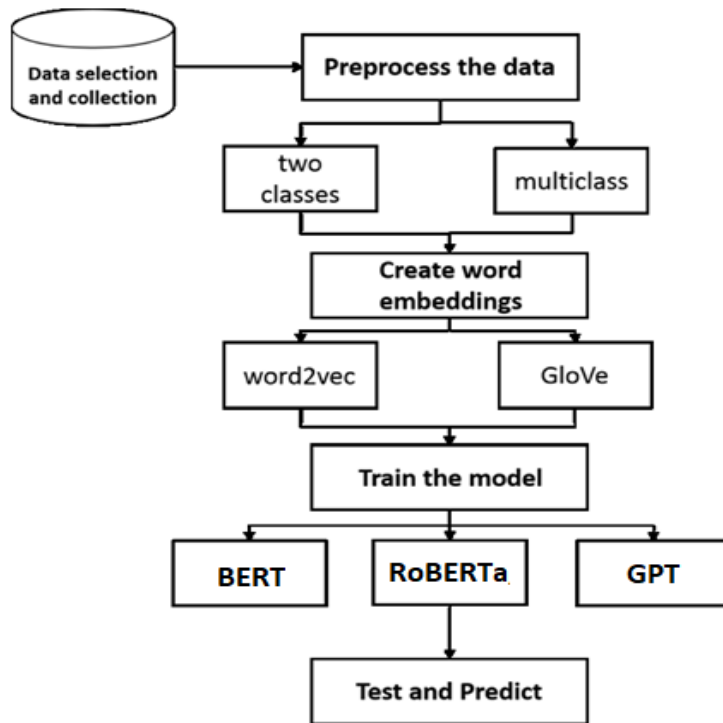 Data selection
and collection
Preprocess the data
two
classes
multiclass
Create word
embeddings
word2vec
GloVe
Train the model
BERT
RoBERTa
GPT
Test and Predict